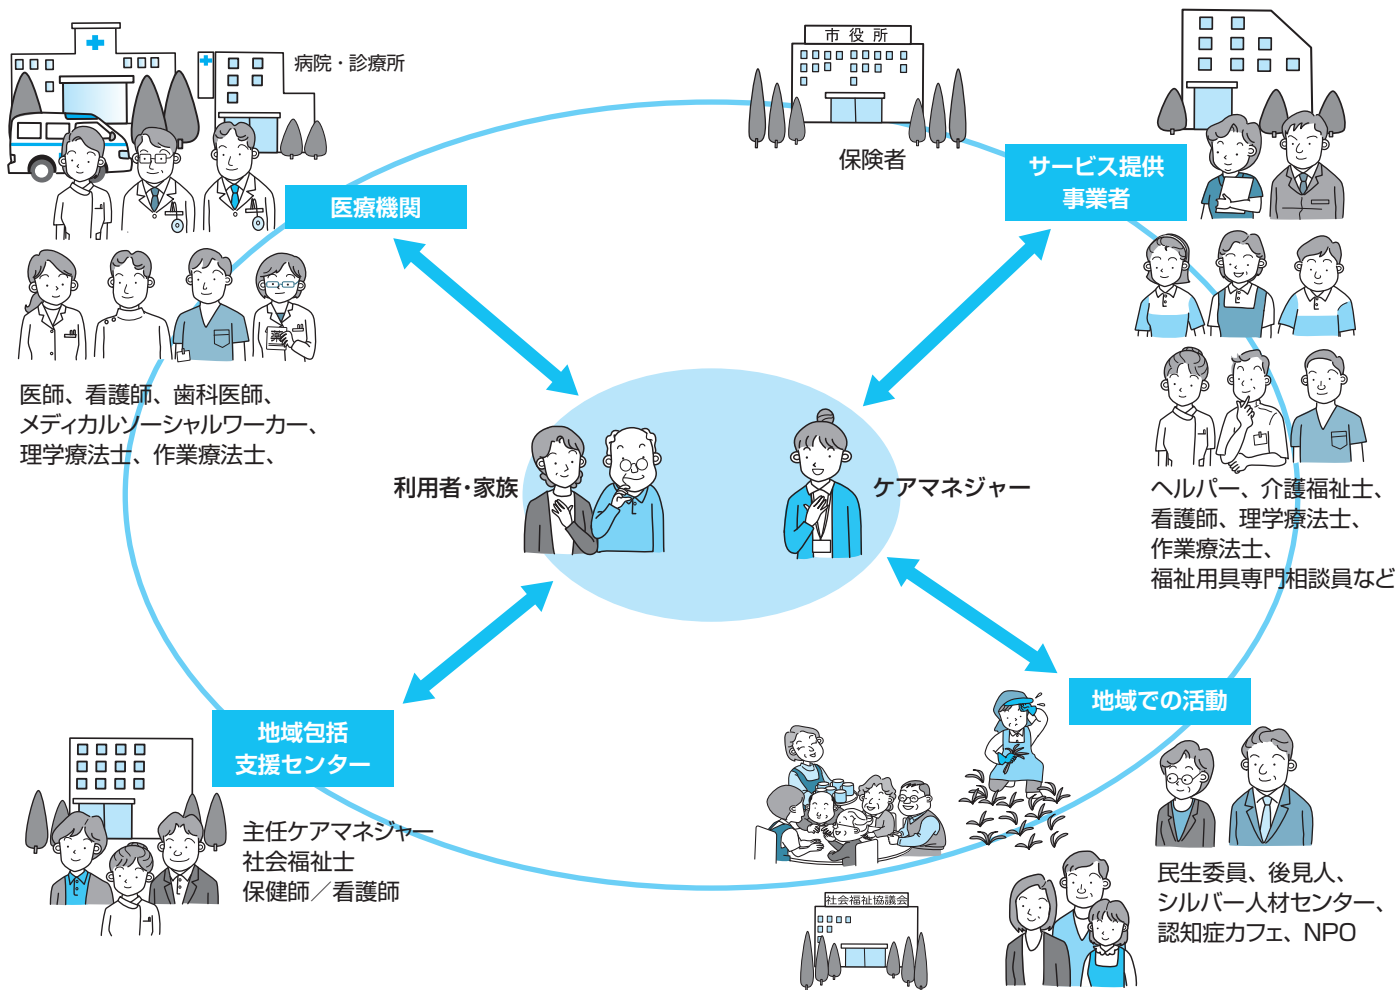 病院・診療所
市役所
保険者
医療機関
サービス提供
事業者
薬
医師、看護師、歯科医師、
メディカルソーシャルワーカー、
理学療法士、作業療法士、
利用者・家族
ケアマネジャー
ヘルパー、介護福祉士、
看護師、理学療法士、
作業療法士、
福祉用具専門相談員など
地域包括
支援センター
主任ケアマネジャー
社会福祉士
保健師／看護師
地域での活動
民生委員、後見人、
シルバー人材センター、
認知症カフェ、NPO
社会福祉協議会